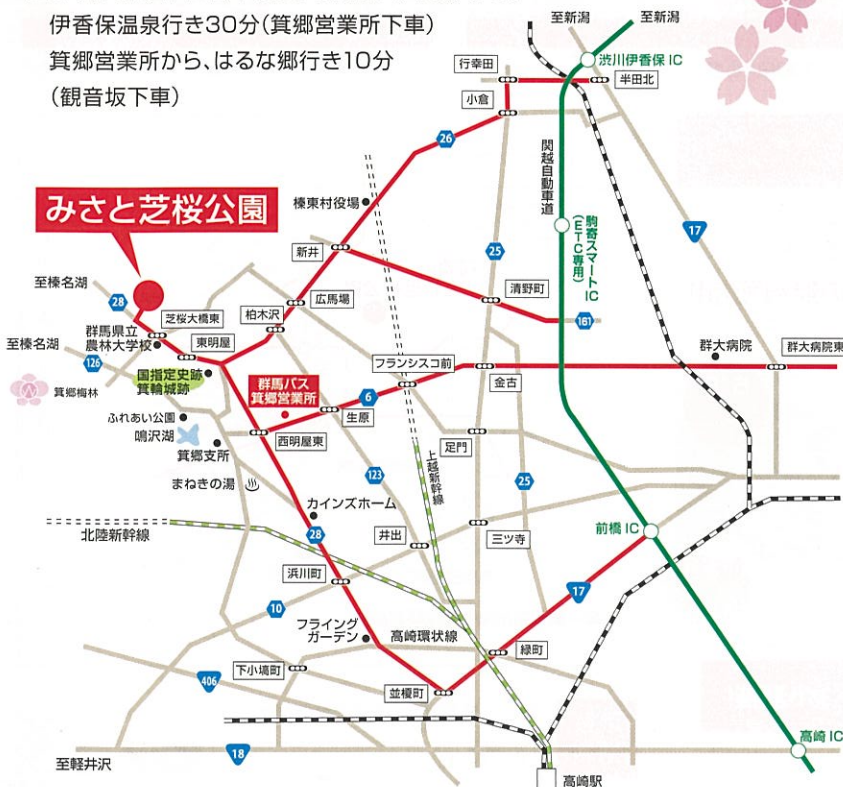 伊香保温泉行き30分(箕郷営業所下車)
箕郷営業所から、はるな郷行き10分
(観音坂下車)
至新潟
至新潟
渋川伊香保 IC
行幸田
半田北
小倉
26
関越自動車道
みさと芝桜公園
榛東村役場
駒寄スマート IC
(ETC専用)
17
新井
25
至榛名湖
28
広馬場
清野町
芝桜大橋東
柏木沢
161
群馬県立
農林大学校
東明屋
至榛名湖
126
フランシスコ前
群大病院
群大病院東
国指定史跡
箕輪城跡
群馬バス
箕郷営業所
6
金古
箕郷梅林
ふれあい公園
生原
鳴沢湖
西明屋東
足門
箕郷支所
上越新幹線
123
25
まねきの湯
カインズホーム
北陸新幹線
28
井出
三ツ寺
前橋 IC
浜川町
10
17
フライング
ガーデン
高崎環状線
緑町
下小塙町
406
並榎町
18
高崎 IC
至軽井沢
高崎駅